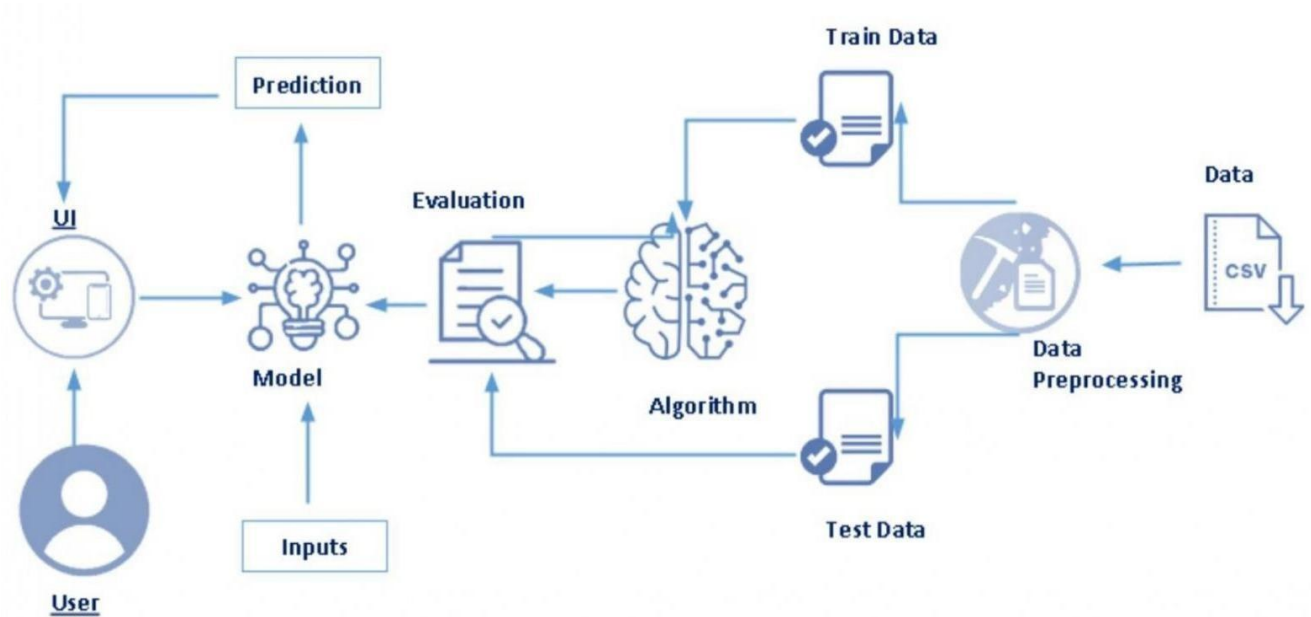 Train Data
Prediction
Data
Evaluation
UI
CSV
Data
Preprocessing
Model
Algorithm
Test Data
Inputs
User